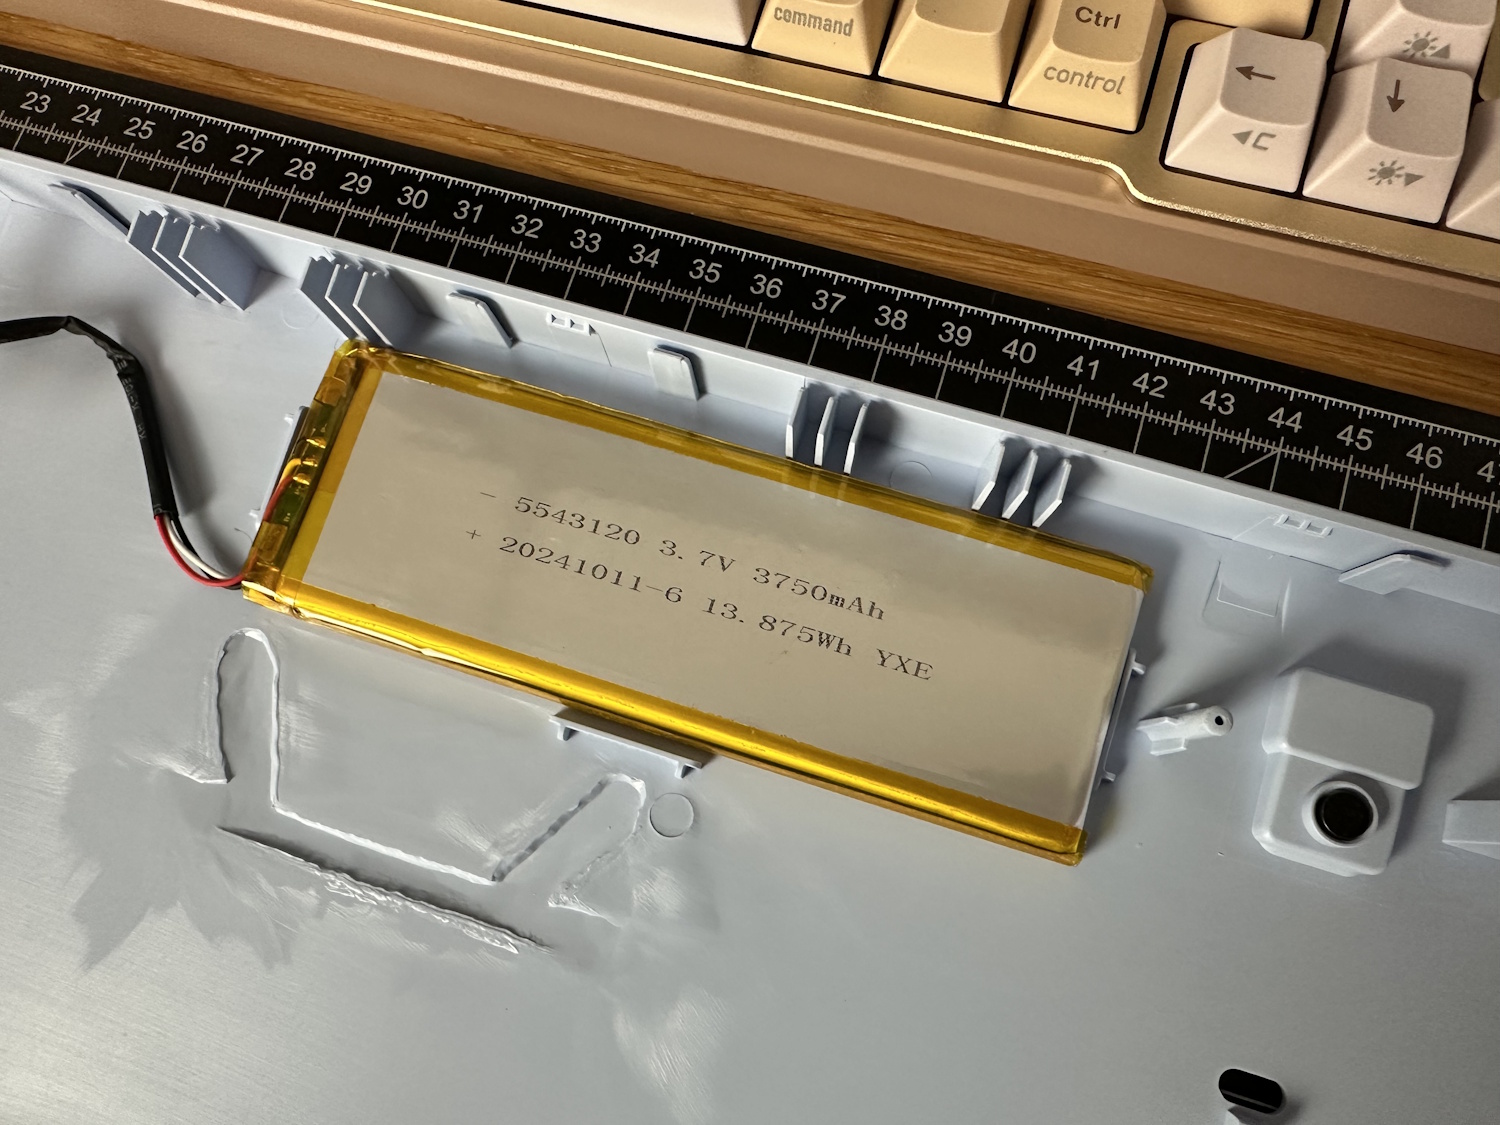 command
Ctrl
control
←
↓
23 24 25 26 27 28 29 30 31 32 33 34 35 36 37 38 39 40 41 42 43 44 45 46
- 5543120 3.7V 3750mAh
+ 20241011-6 13.875Wh YXE